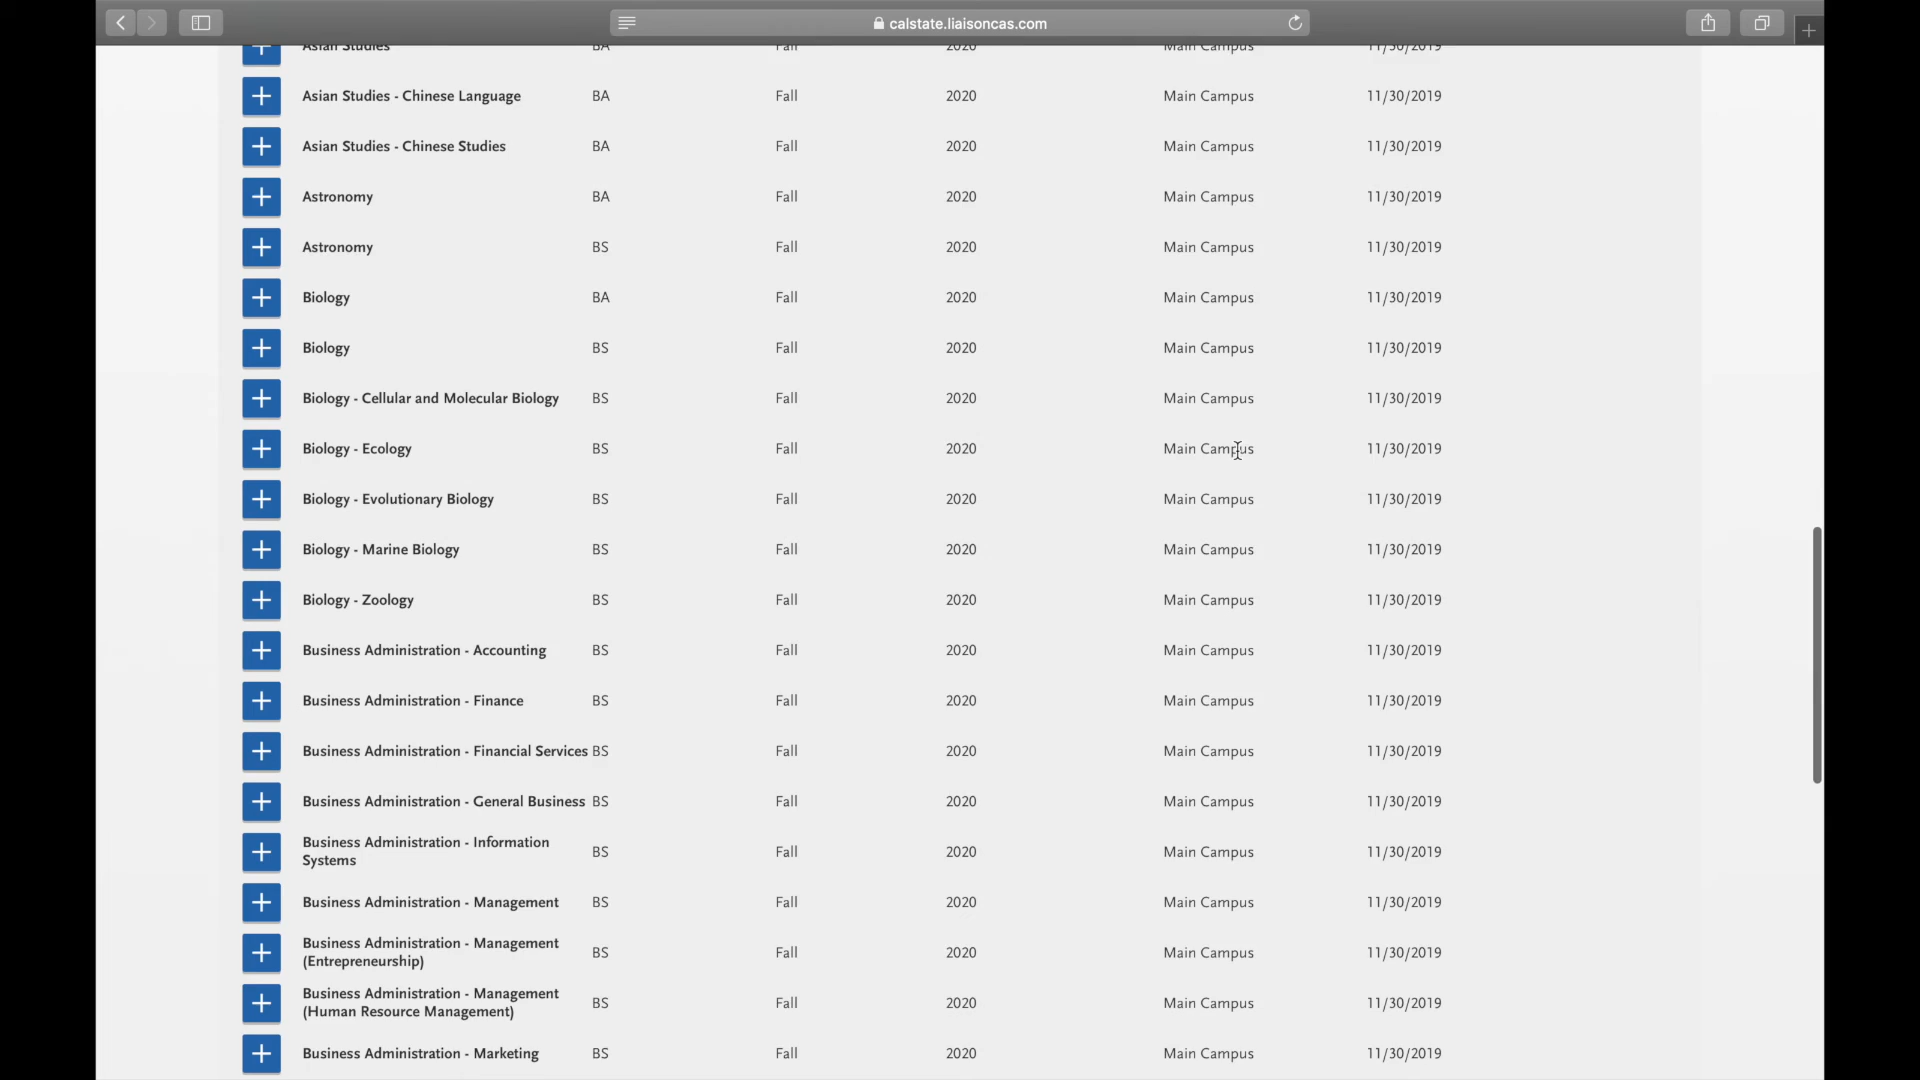 calstate.liaisoncas.com
Asian Studies BA Fall 2020 Main Campus 11/30/2019
Asian Studies - Chinese Language BA Fall 2020 Main Campus 11/30/2019
Asian Studies - Chinese Studies BA Fall 2020 Main Campus 11/30/2019
Astronomy BA Fall 2020 Main Campus 11/30/2019
Astronomy BS Fall 2020 Main Campus 11/30/2019
Biology BA Fall 2020 Main Campus 11/30/2019
Biology BS Fall 2020 Main Campus 11/30/2019
Biology - Cellular and Molecular Biology BS Fall 2020 Main Campus 11/30/2019
Biology - Ecology BS Fall 2020 Main Campus 11/30/2019
Biology - Evolutionary Biology BS Fall 2020 Main Campus 11/30/2019
Biology - Marine Biology BS Fall 2020 Main Campus 11/30/2019
Biology - Zoology BS Fall 2020 Main Campus 11/30/2019
Business Administration - Accounting BS Fall 2020 Main Campus 11/30/2019
Business Administration - Finance BS Fall 2020 Main Campus 11/30/2019
Business Administration - Financial Services BS Fall 2020 Main Campus 11/30/2019
Business Administration - General Business BS Fall 2020 Main Campus 11/30/2019
Business Administration - Information
Systems BS Fall 2020 Main Campus 11/30/2019
Business Administration - Management BS Fall 2020 Main Campus 11/30/2019
Business Administration - Management
(Entrepreneurship) BS Fall 2020 Main Campus 11/30/2019
Business Administration - Management
(Human Resource Management) BS Fall 2020 Main Campus 11/30/2019
Business Administration - Marketing BS Fall 2020 Main Campus 11/30/2019